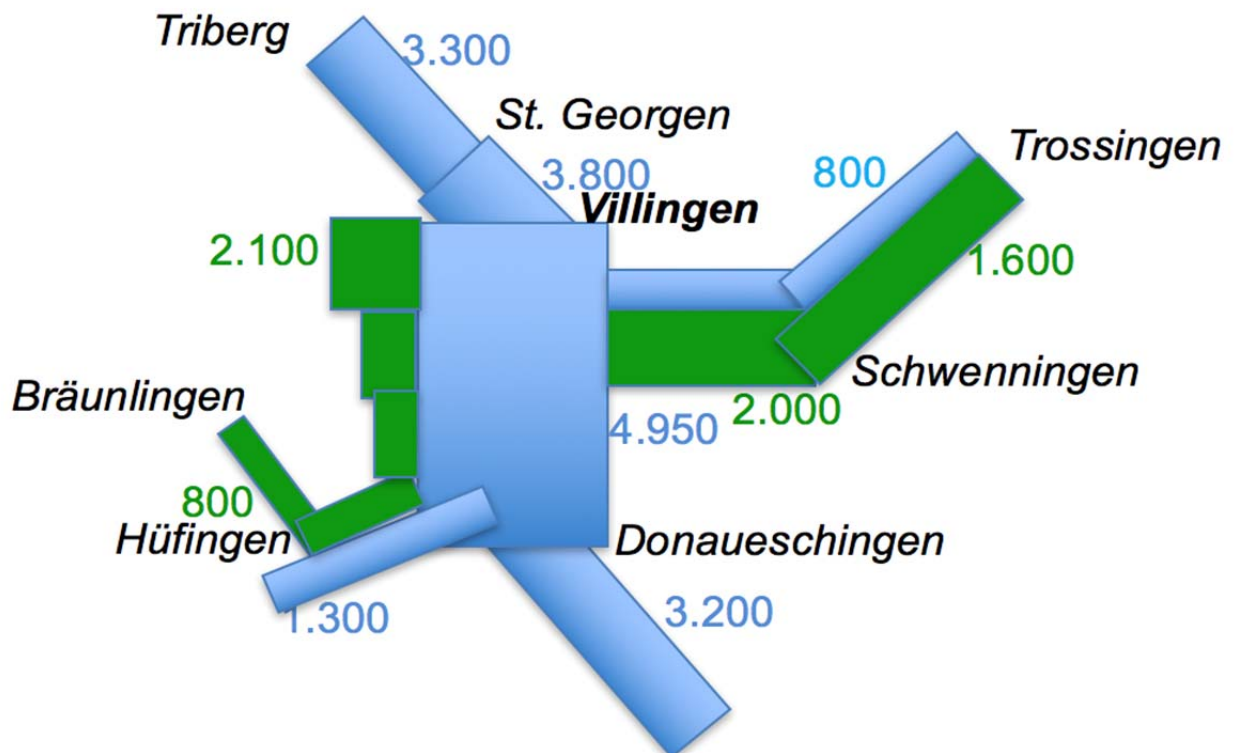 Triberg
3.300
St. Georgen
3.800
800
Trossingen
Villingen
2.100
1.600
Bräunlingen
Schwenningen
2.000
4.950
800
Hüfingen
Donaueschingen
1.300
3.200